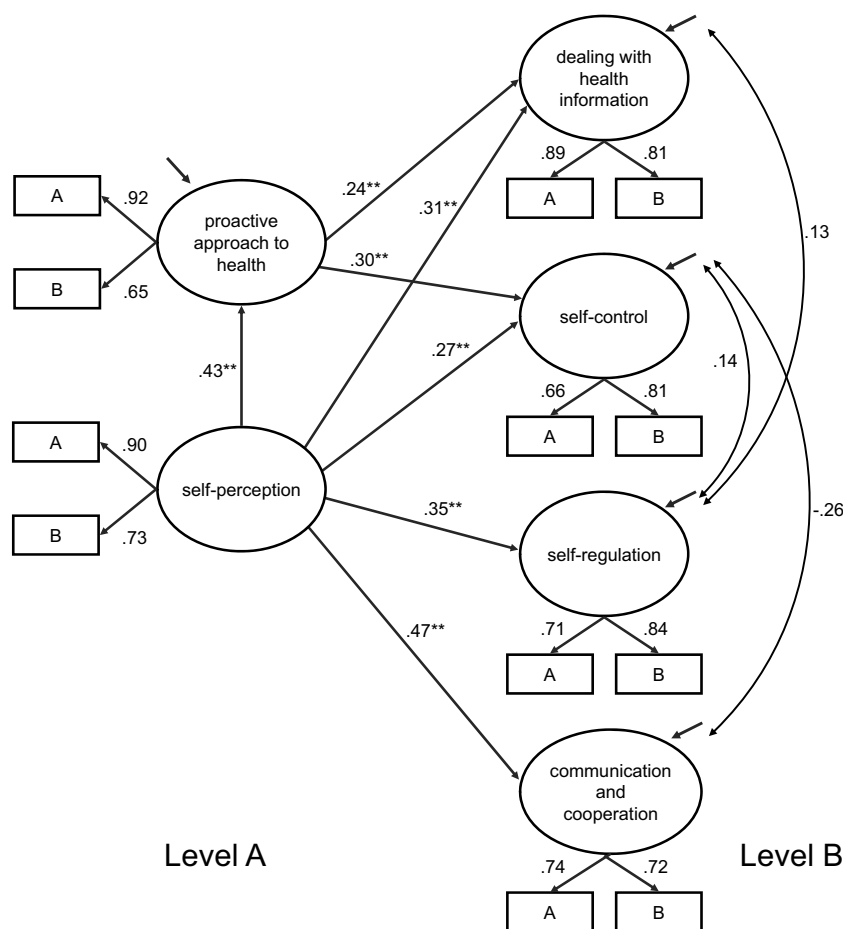 dealing with
health
information
.89
.81
A
B
.24**
.31**
.13
A
.92
proactive
approach to
health
B
.65
.30**
self-control
.27**
.14
.43**
.66
.81
A
B
A
.90
self-perception
B
.73
.35**
-.26
self-regulation
.71
.84
A
B
.47**
communication
and
cooperation
Level A
Level B
.74
.72
A
B